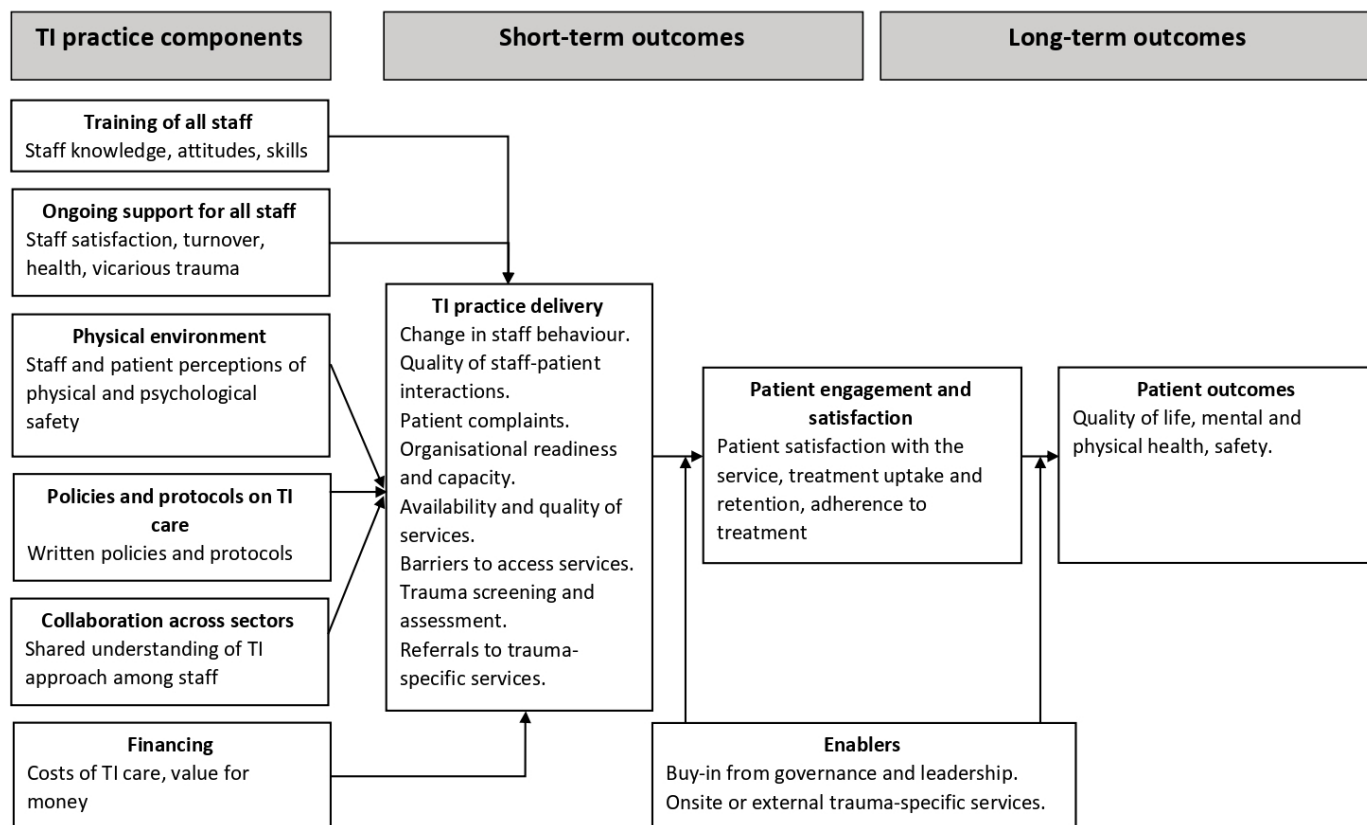 TI practice components
Short-term outcomes
Long-term outcomes
Training of all staff
Staff knowledge, attitudes, skills
Ongoing support for all staff
Staff satisfaction, turnover,
health, vicarious trauma
Physical environment
Staff and patient perceptions of
physical and psychological
safety
Policies and protocols on TI
care
Written policies and protocols
Collaboration across sectors
Shared understanding of TI
approach among staff
Financing
Costs of TI care, value for
money
TI practice delivery
Change in staff behaviour.
Quality of staff-patient
interactions.
Patient complaints.
Organisational readiness
and capacity.
Availability and quality of
services.
Barriers to access services.
Trauma screening and
assessment.
Referrals to trauma-
specific services.
Patient engagement and
satisfaction
Patient satisfaction with the
service, treatment uptake and
retention, adherence to
treatment
Patient outcomes
Quality of life, mental and
physical health, safety.
Enablers
Buy-in from governance and leadership.
Onsite or external trauma-specific services.